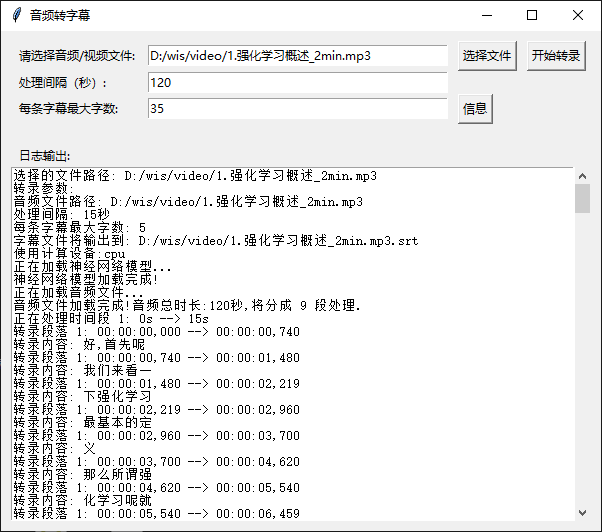 音频转字幕
请选择音频/视频文件: D:/wis/video/1.强化学习概述_2min.mp3 选择文件 开始转录
处理间隔（秒）: 120
每条字幕最大字数: 35 信息
日志输出:
选择的文件路径: D:/wis/video/1.强化学习概述_2min.mp3
转录参数:
音频文件路径: D:/wis/video/1.强化学习概述_2min.mp3
处理间隔: 15秒
每条字幕最大字数: 5
字幕文件将输出到: D:/wis/video/1.强化学习概述_2min.mp3.srt
使用计算设备:cpu
正在加载神经网络模型...
神经网络模型加载完成!
正在加载音频文件...
音频文件加载完成!音频总时长:120秒,将分成 9 段处理.
正在处理时间段 1: 0s --> 15s
转录段落 1: 00:00:00,000 --> 00:00:00,740
转录内容: 好,首先呢
转录段落 1: 00:00:00,740 --> 00:00:01,480
转录内容: 我们来看一
转录段落 1: 00:00:01,480 --> 00:00:02,219
转录内容: 下强化学习
转录段落 1: 00:00:02,219 --> 00:00:02,960
转录内容: 最基本的定
转录段落 1: 00:00:02,960 --> 00:00:03,700
转录内容: 义
转录段落 1: 00:00:03,700 --> 00:00:04,620
转录内容: 那么所谓强
转录段落 1: 00:00:04,620 --> 00:00:05,540
转录内容: 化学习呢就
转录段落 1: 00:00:05,540 --> 00:00:06,459